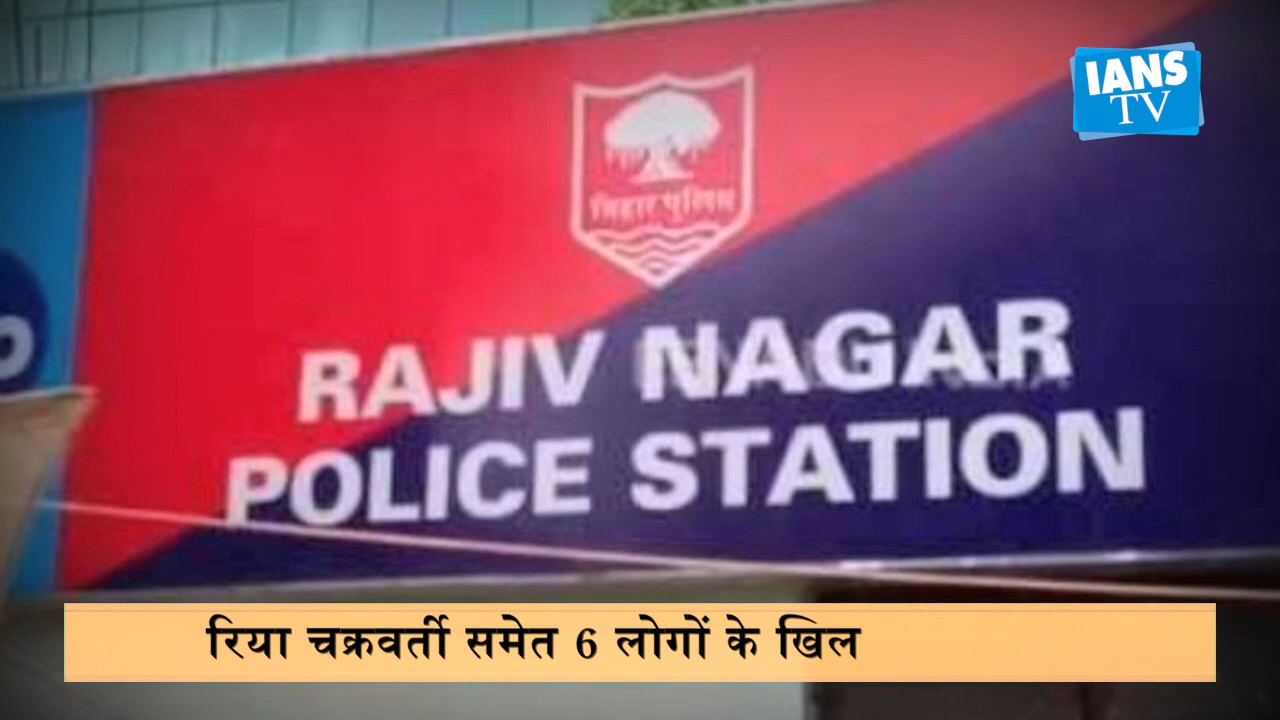 IANS
TV
बिहार पुलिस
RAJIV NAGAR
POLICE STATION
रिया चक्रवर्ती समेत 6 लोगों के खिल